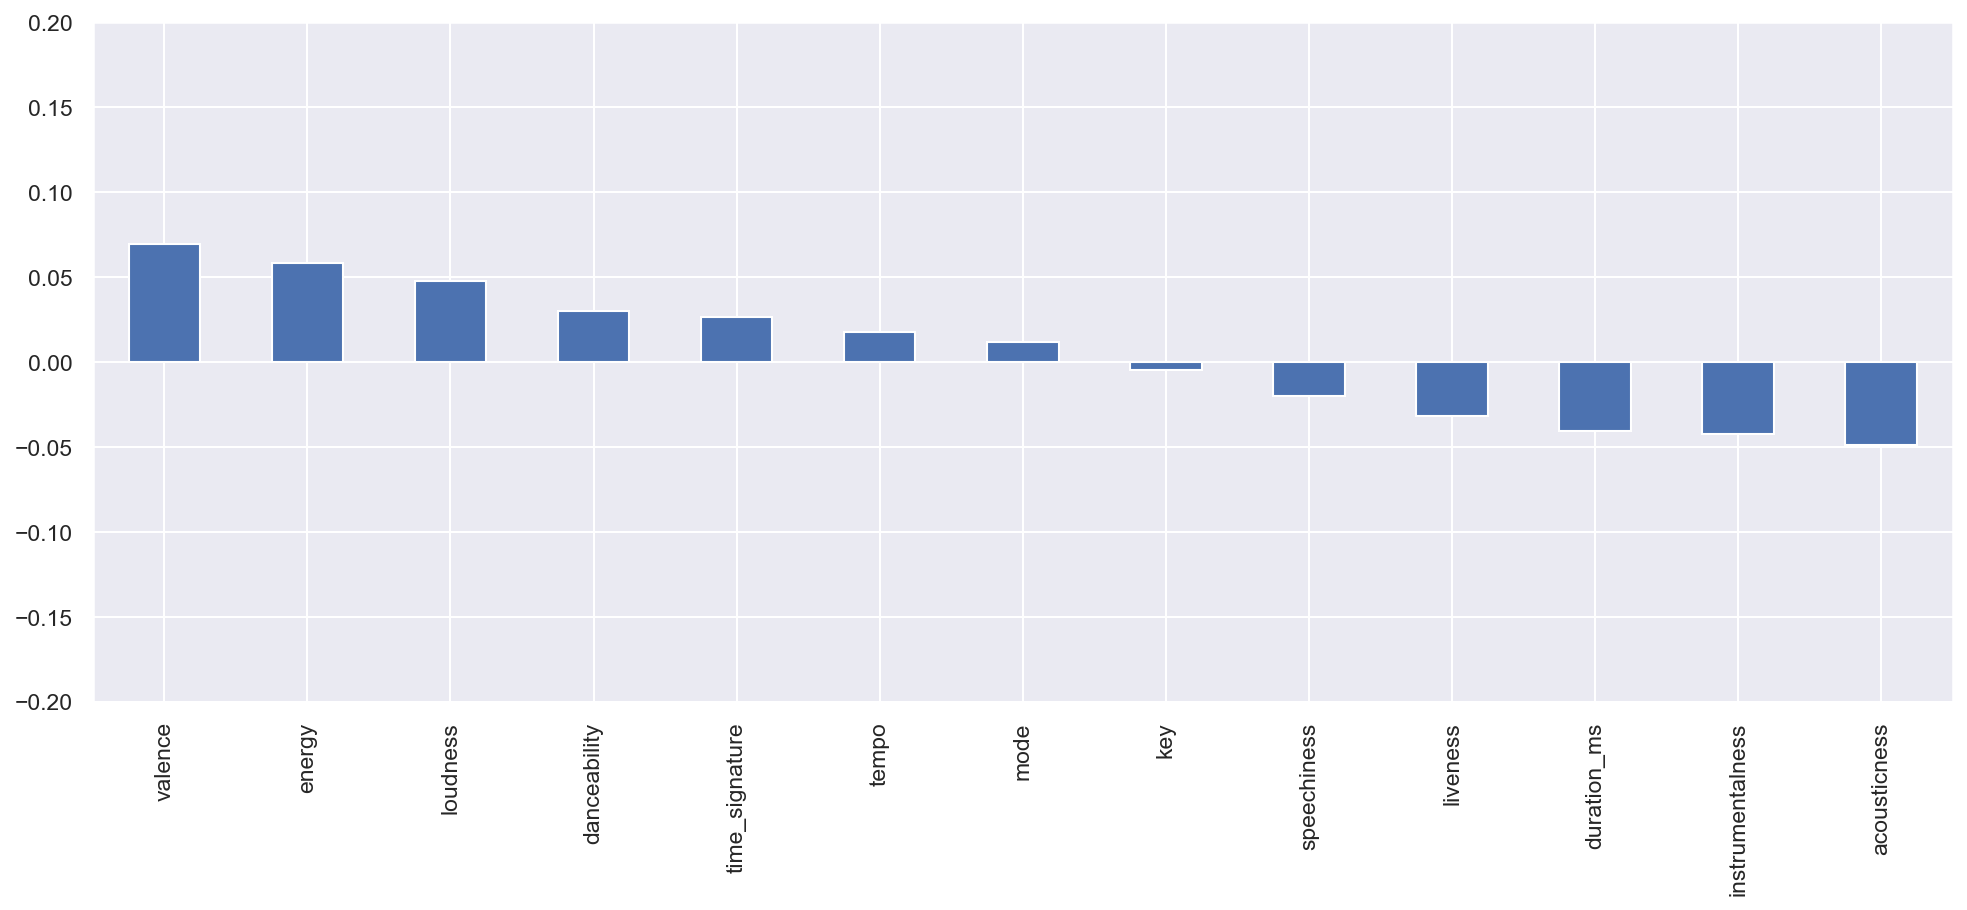 0.20
0.15
0.10
0.05
0.00
−0.05
−0.10
−0.15
−0.20
valence
energy
loudness
danceability
time_signature
tempo
mode
key
speechiness
liveness
duration_ms
instrumentalness
acousticness